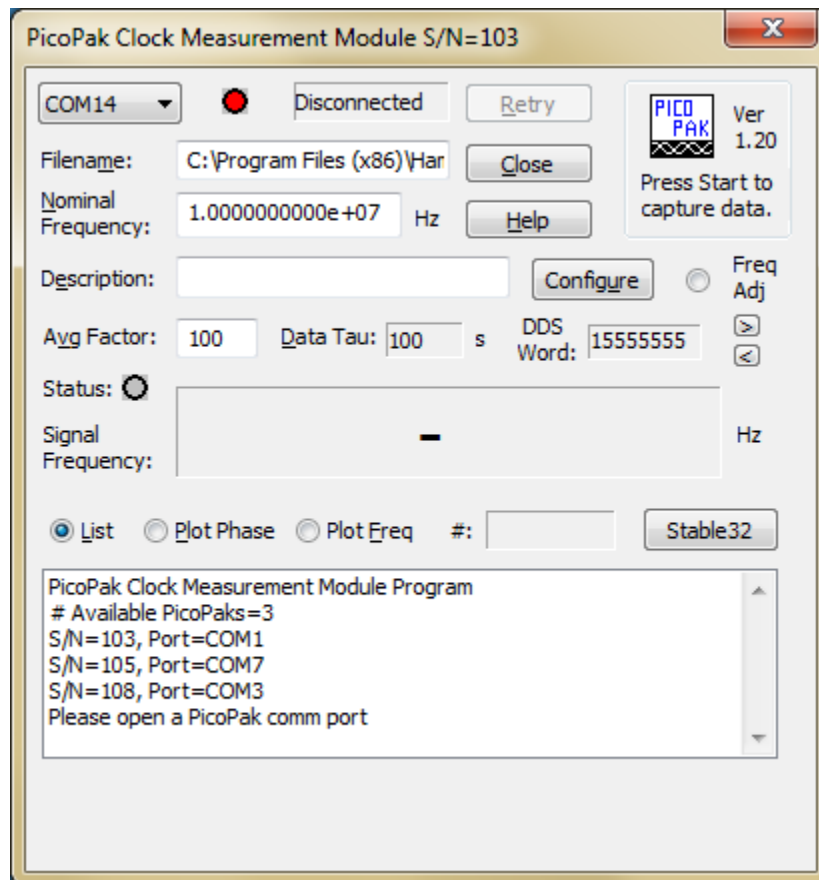 PicoPak Clock Measurement Module S/N=103
COM14 Disconnected Retry
PICO PAK
Ver 1.20
Filename: C:\Program Files (x86)\Har Close
Press Start to capture data.
Nominal Frequency: 1.0000000000e+07 Hz Help
Description: Configure Freq Adj
Avg Factor: 100 Data Tau: 100 s DDS Word: 15555555 > <
Status:
Signal Frequency: - Hz
List Plot Phase Plot Freq #: Stable32
PicoPak Clock Measurement Module Program
# Available PicoPaks=3
S/N=103, Port=COM1
S/N=105, Port=COM7
S/N=108, Port=COM3
Please open a PicoPak comm port